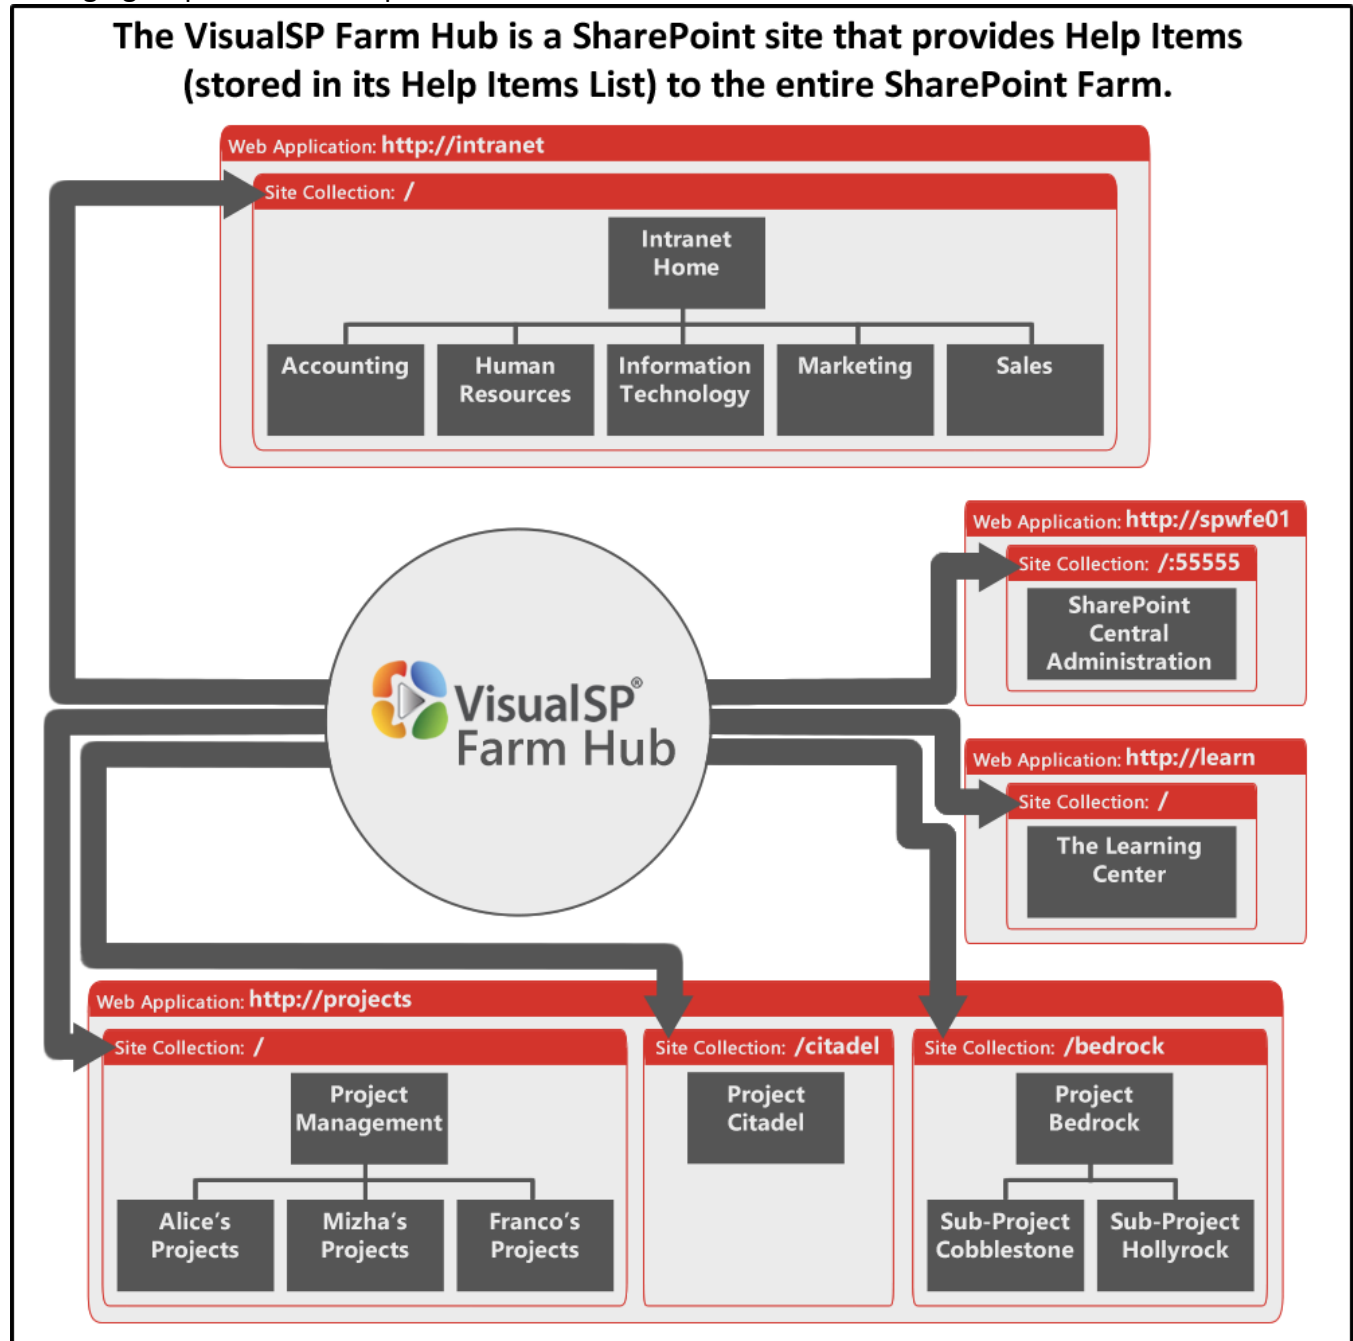 The VisualSP Farm Hub is a SharePoint site that provides Help Items
(stored in its Help Items List) to the entire SharePoint Farm.
Web Application: http://intranet
Site Collection: /
Intranet
Home
Accounting
Human
Resources
Information
Technology
Marketing
Sales
Web Application: http://spwfe01
Site Collection: /:55555
SharePoint
Central
Administration
VisualSP®
Farm Hub
Web Application: http://learn
Site Collection: /
The Learning
Center
Web Application: http://projects
Site Collection: /
Project
Management
Alice's
Projects
Mizha's
Projects
Franco's
Projects
Site Collection: /citadel
Project
Citadel
Site Collection: /bedrock
Project
Bedrock
Sub-Project
Cobblestone
Sub-Project
Hollyrock